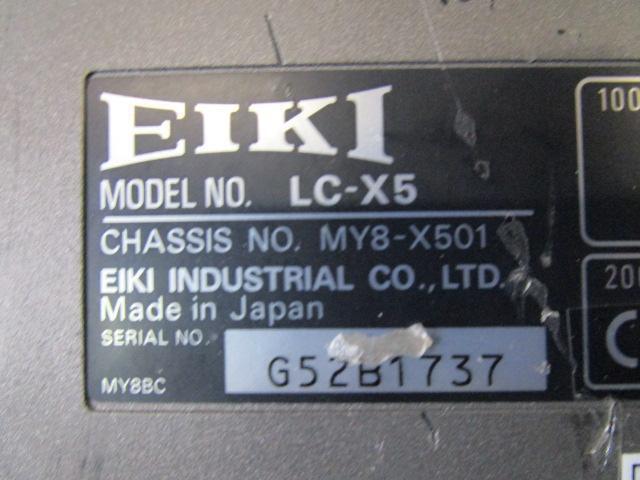 EIKI
MODEL NO. LC-X5
CHASSIS NO. MY8-X501
EIKI INDUSTRIAL CO., LTD.
Made in Japan
SERIAL NO.
G52B1737
MY8BC
100
200
C